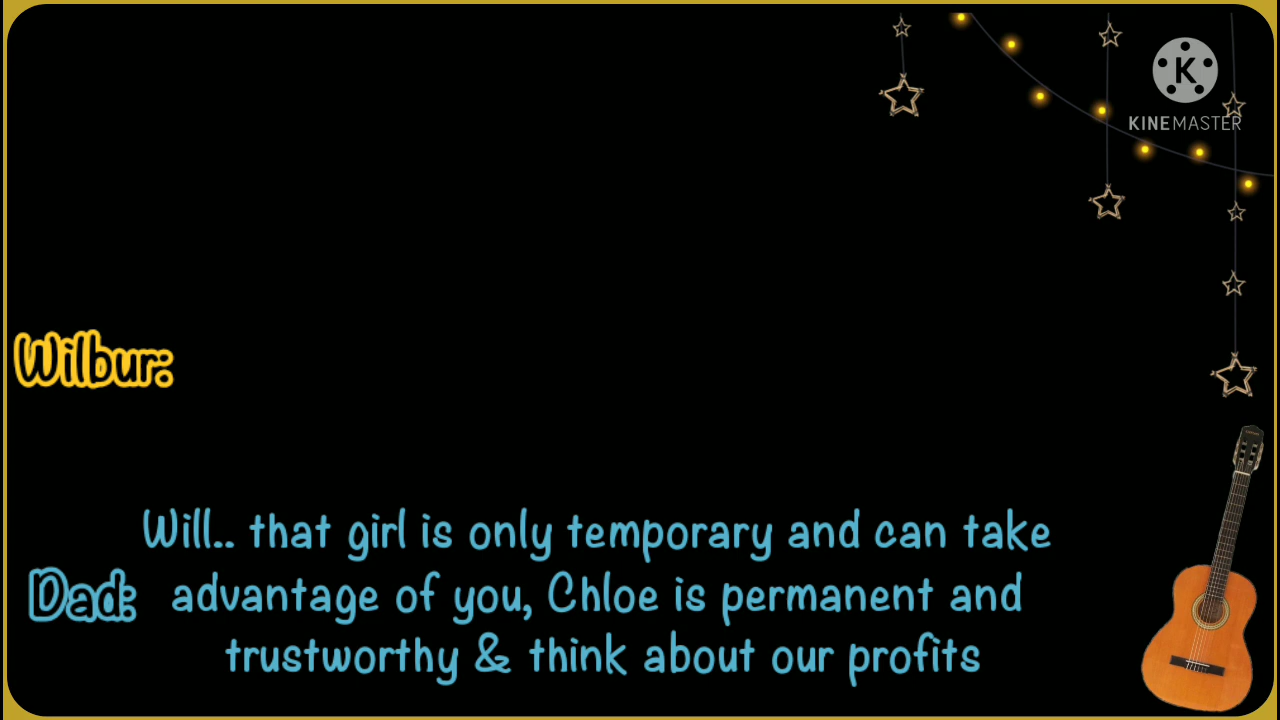 KINEMASTER
Wilbur:
Will.. that girl is only temporary and can take
Dad: advantage of you, Chloe is permanent and
trustworthy & think about our profits